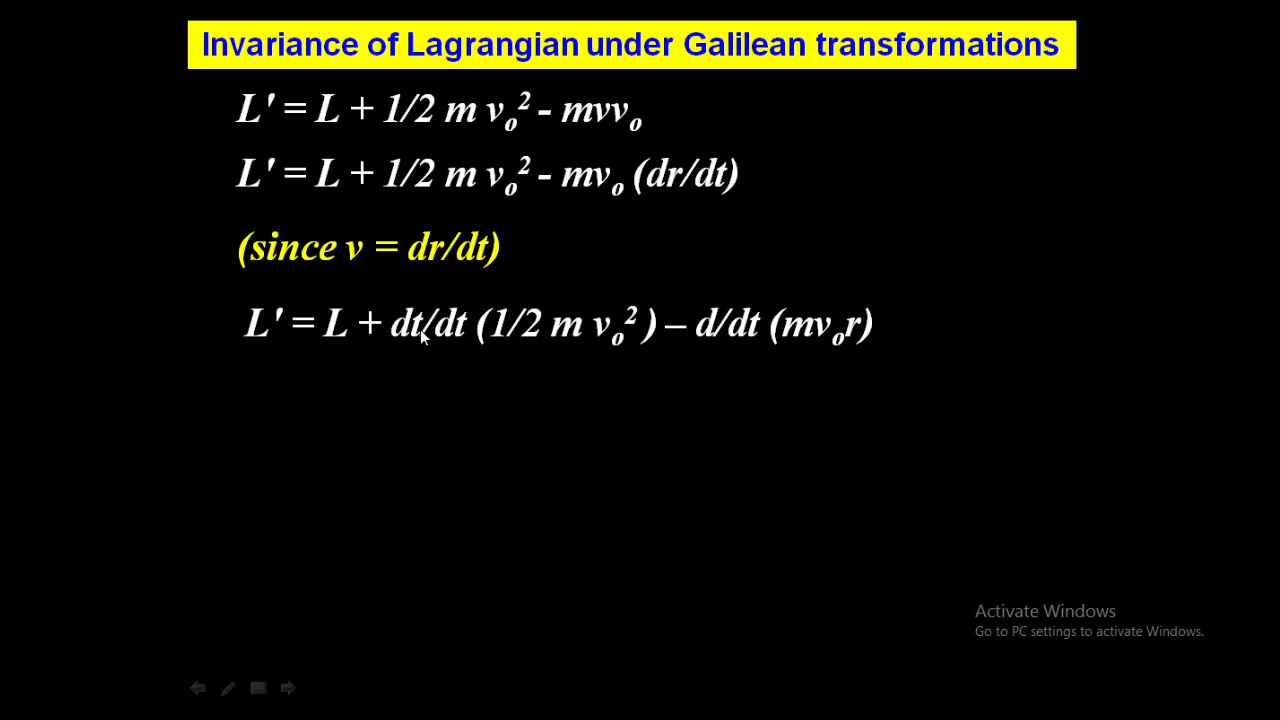 Invariance of Lagrangian under Galilean transformations
L' = L + 1/2 m vₒ² - mvvₒ
L' = L + 1/2 m vₒ² - mvₒ (dr/dt)
(since v = dr/dt)
L' = L + dt/dt (1/2 m vₒ² ) – d/dt (mvₒr)
Activate Windows
Go to PC settings to activate Windows.